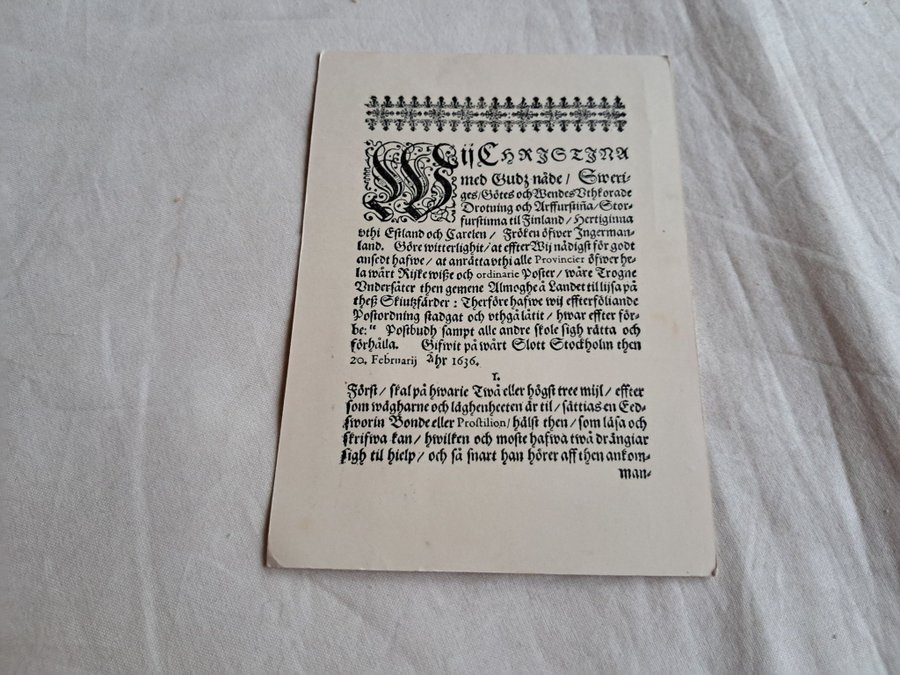 Wij CHRISTINA
med Gudz nåde / Sweri-
ges / Götes och Wendes Vthkorade
Drotning och Arffurstiña / Stor-
furstinna til Finland / Hertiginna
vthi Estland och Carelen / Fröken öfwer Ingerman-
land. Göre witterlighit / at effter Wij nådigst för godt
ansedt hafwe / at anrätta vthi alle Provincier öfwer he-
la wårt Rijke wiße och ordinarie Poster / wåre Trogne
Vndersåter then gemene Almoghe å Landet til lijsa på
theß Skiutzfärder : Therföre hafwe wij effterföliande
Postordning stadgat och vthgå låtit / hwar effter för-
be:" Postbudh sampt alle andre skole sigh rätta och
förhålla. Gifwit på wårt Slott Stockholm then
20. Februarij Åhr 1636.
1.
Först / skal på hwarie Twå eller högst tree mijl / effter
som wägharne och läghenheeten är til / sättias en Eed-
sworin Bonde eller Prostilion / hälst then / som läsa och
skrifwa kan / hwilken och moste hafwa twå drängiar
sigh til hielp / och så snart han hörer aff then ankom-
man-